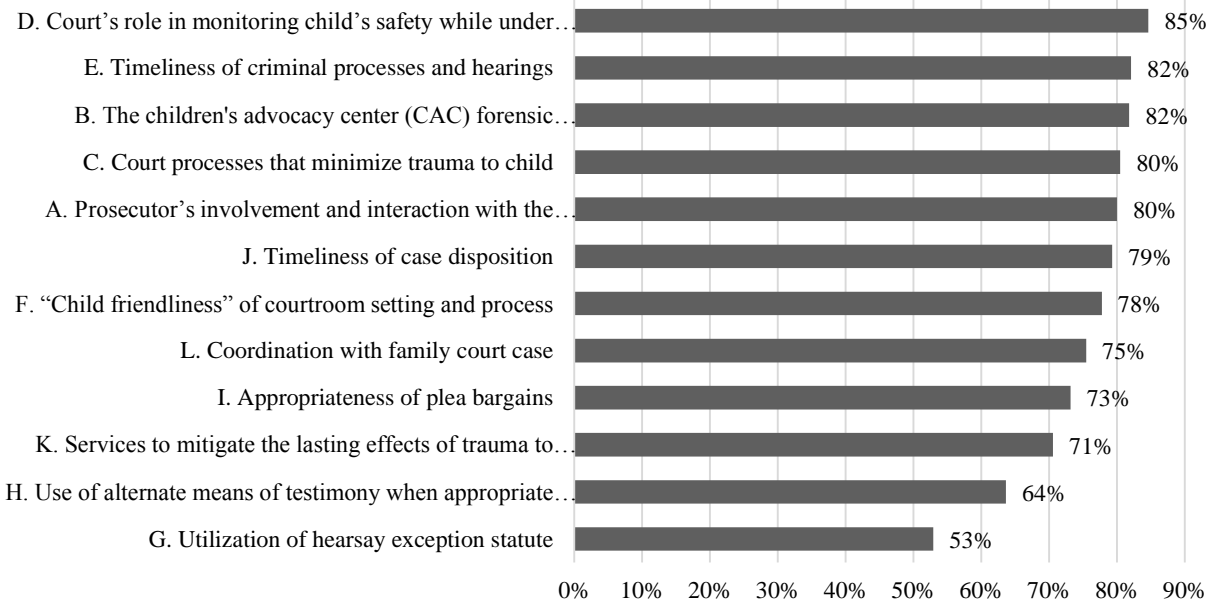 D. Court’s role in monitoring child’s safety while under… 85%
E. Timeliness of criminal processes and hearings 82%
B. The children's advocacy center (CAC) forensic… 82%
C. Court processes that minimize trauma to child 80%
A. Prosecutor’s involvement and interaction with the… 80%
J. Timeliness of case disposition 79%
F. “Child friendliness” of courtroom setting and process 78%
L. Coordination with family court case 75%
I. Appropriateness of plea bargains 73%
K. Services to mitigate the lasting effects of trauma to… 71%
H. Use of alternate means of testimony when appropriate… 64%
G. Utilization of hearsay exception statute 53%
0% 10% 20% 30% 40% 50% 60% 70% 80% 90%